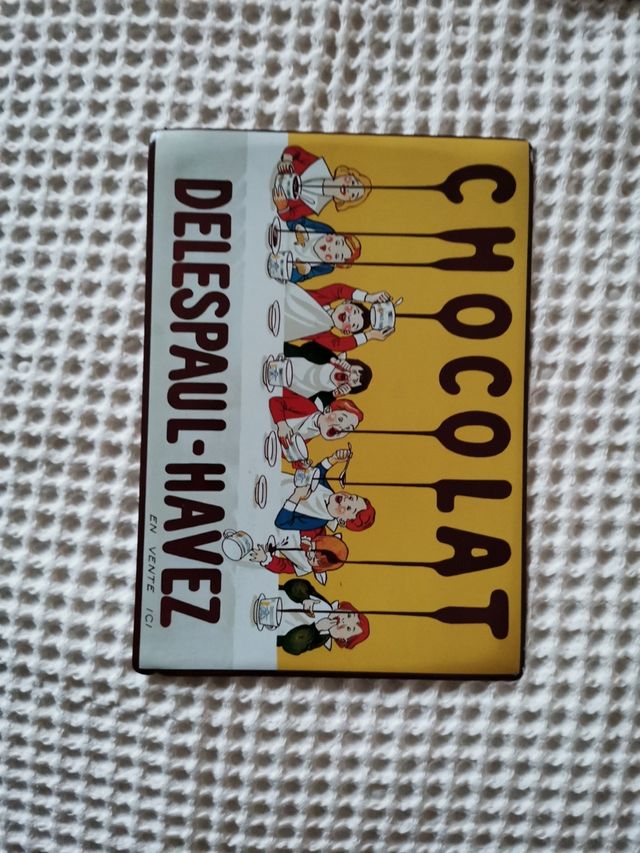 CHOCOLAT
DELESPAUL-HAVEZ
EN VENTE ICI